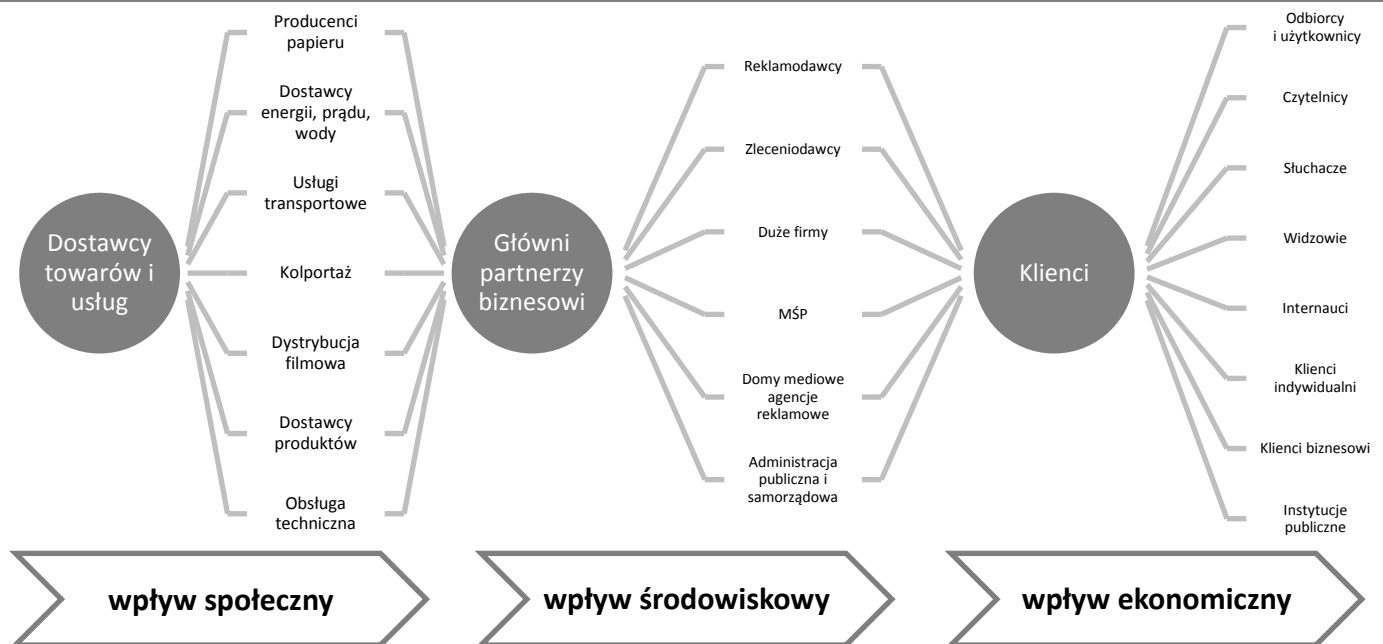 Dostawcy
towarów i
usług
Producenci
papieru
Dostawcy
energii, prądu,
wody
Usługi
transportowe
Kolportaż
Dystrybucja
filmowa
Dostawcy
produktów
Obsługa
techniczna
Główni
partnerzy
biznesowi
Reklamodawcy
Zleceniodawcy
Duże firmy
MŚP
Domy mediowe
agencje
reklamowe
Administracja
publiczna i
samorządowa
Klienci
Odbiorcy
i użytkownicy
Czytelnicy
Słuchacze
Widzowie
Internauci
Klienci
indywidualni
Klienci biznesowi
Instytucje
publiczne
wpływ społeczny
wpływ środowiskowy
wpływ ekonomiczny